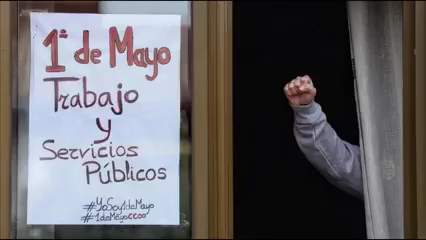 1º de Mayo
Trabajo
y
Servicios
Públicos
#YoSoy1deMayo
#1deMayoccoo